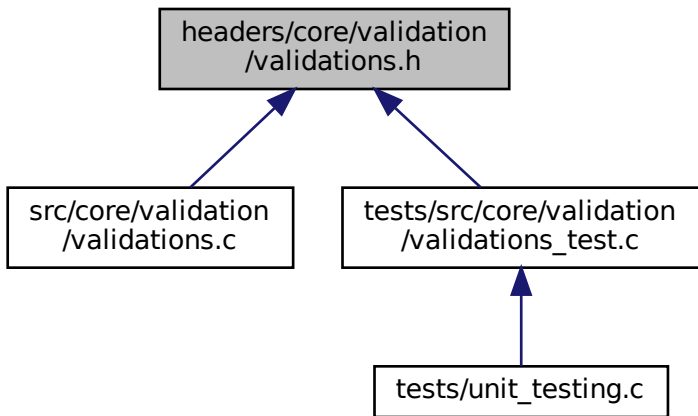 headers/core/validation
/validations.h
src/core/validation
/validations.c
tests/src/core/validation
/validations_test.c
tests/unit_testing.c